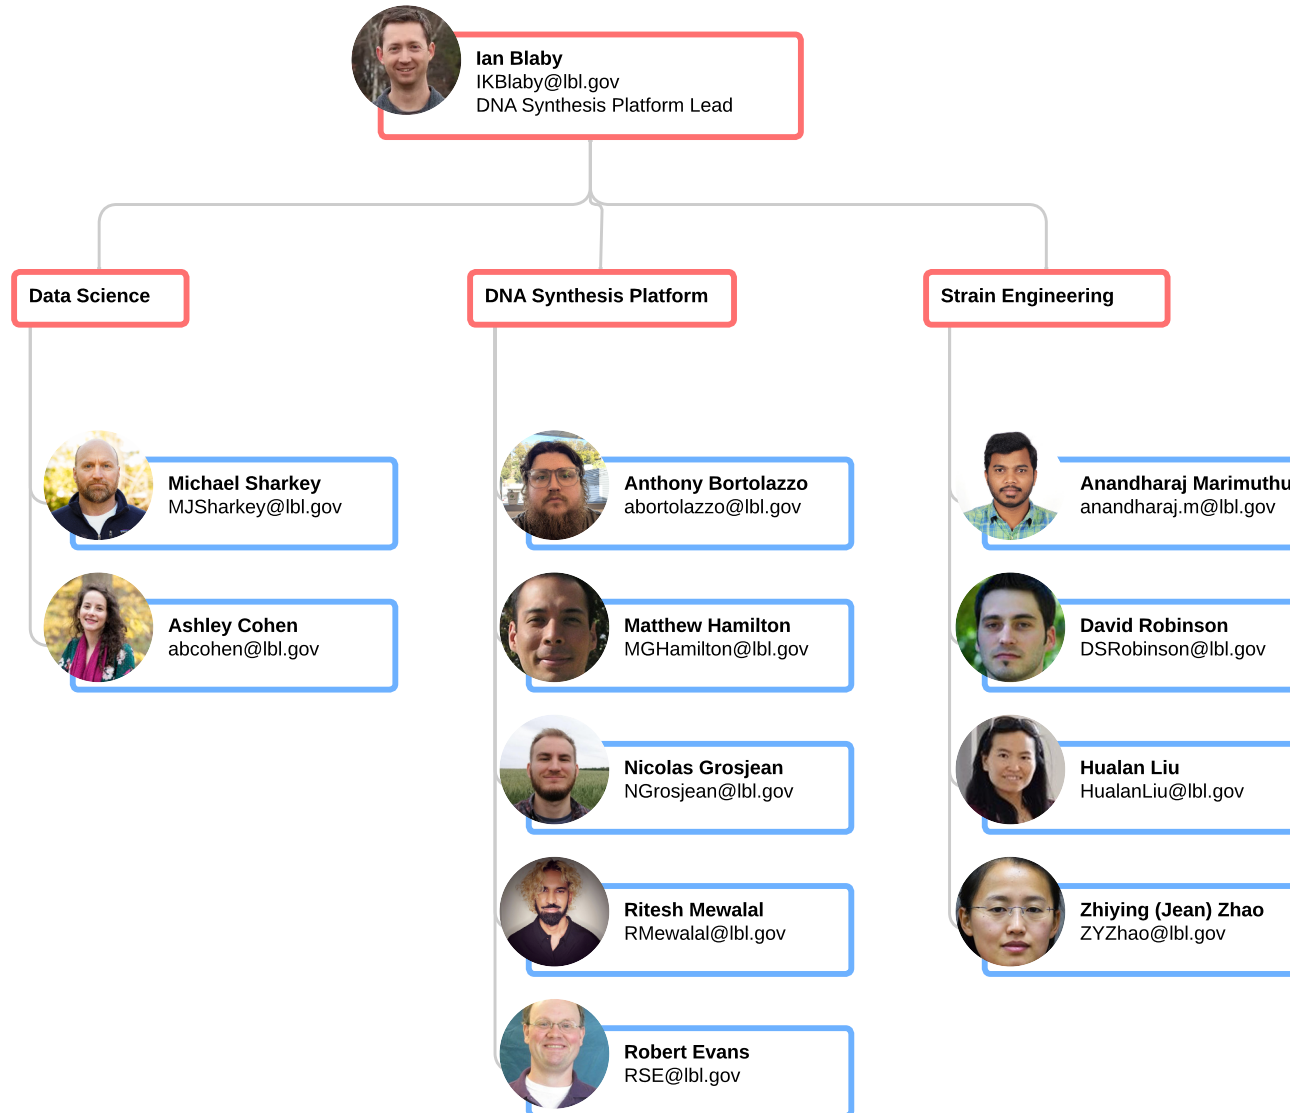 Ian Blaby
IKBlaby@lbl.gov
DNA Synthesis Platform Lead
Data Science
DNA Synthesis Platform
Strain Engineering
Michael Sharkey
MJSharkey@lbl.gov
Ashley Cohen
abcohen@lbl.gov
Anthony Bortolazzo
abortolazzo@lbl.gov
Matthew Hamilton
MGHamilton@lbl.gov
Nicolas Grosjean
NGrosjean@lbl.gov
Ritesh Mewalal
RMewalal@lbl.gov
Robert Evans
RSE@lbl.gov
Anandharaj Marimuthu
anandharaj.m@lbl.gov
David Robinson
DSRobinson@lbl.gov
Hualan Liu
HualanLiu@lbl.gov
Zhiying (Jean) Zhao
ZYZhao@lbl.gov